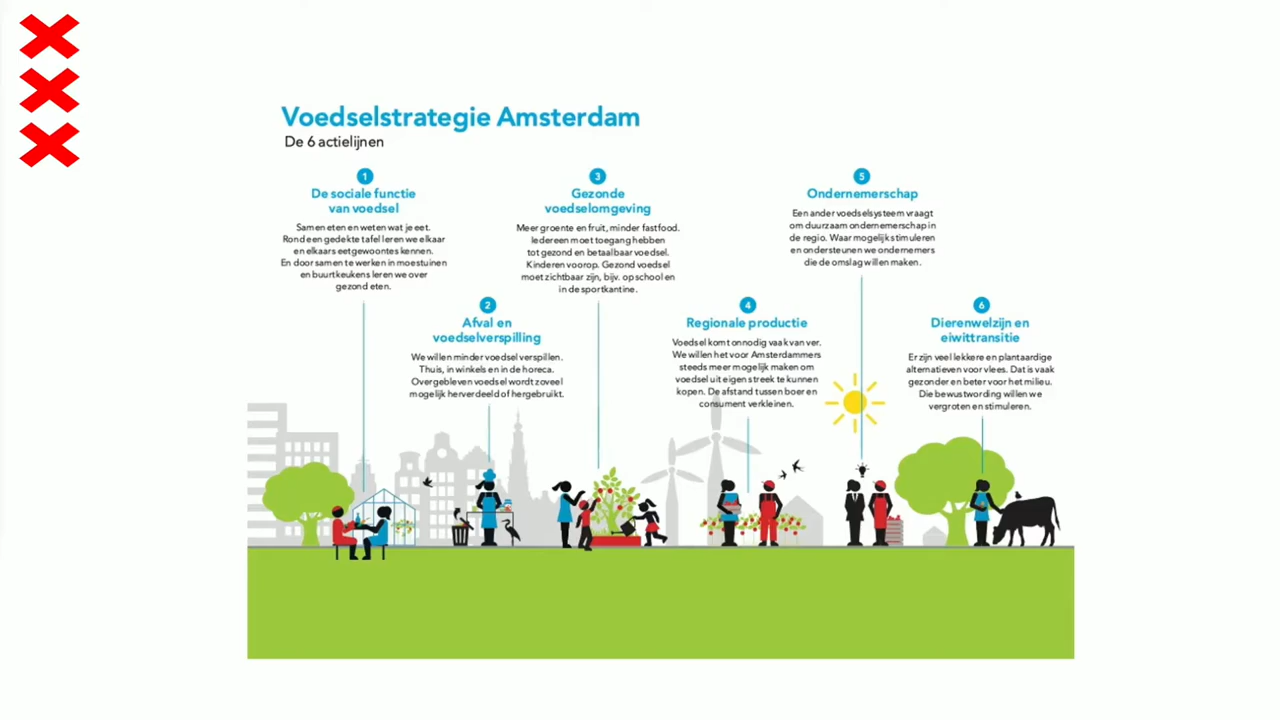 Voedselstrategie Amsterdam
De 6 actielijnen
1
De sociale functie
van voedsel
Samen eten en weten wat je eet.
Rond een gedekte tafel leren we elkaar
en elkaars eetgewoontes kennen.
En door samen te werken in moestuinen
en buurtkeukens leren we over
gezond eten.
2
Afval en
voedselverspilling
We willen minder voedsel verspillen.
Thuis, in winkels en in de horeca.
Overgebleven voedsel wordt zoveel
mogelijk herverdeeld of hergebruikt.
3
Gezonde
voedselomgeving
Meer groente en fruit, minder fastfood.
Iedereen moet toegang hebben
tot gezond en betaalbaar voedsel.
Kinderen voorop. Gezond voedsel
moet zichtbaar zijn, bijv. op school en
in de sportkantine.
4
Regionale productie
Voedsel komt onnodig vaak van ver.
We willen het voor Amsterdammers
steeds meer mogelijk maken om
voedsel uit eigen streek te kunnen
kopen. De afstand tussen boer en
consument verkleinen.
5
Ondernemerschap
Een ander voedselsysteem vraagt
om duurzaam ondernemerschap in
de regio. Waar mogelijk stimuleren
en ondersteunen we ondernemers
die de omslag willen maken.
6
Dierenwelzijn en
eiwittransitie
Er zijn veel lekkere en plantaardige
alternatieven voor vlees. Dat is vaak
gezonder en beter voor het milieu.
Die bewustwording willen we
vergroten en stimuleren.